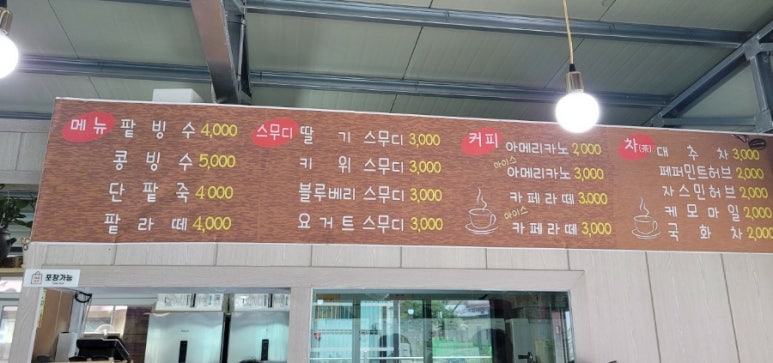 메뉴
팥빙수 4,000
콩빙수 5,000
단팥죽 4000
팥라떼 4,000
스무디
딸기스무디 3,000
키위스무디 3,000
블루베리스무디 3,000
요거트스무디 3,000
커피
아메리카노 2,000
아이스
아메리카노 3,000
카페라떼 3,000
아이스
카페라떼 3,000
차(茶)
대추차 3,000
페퍼민트허브 2,000
자스민허브 2,000
케모마일 2,000
국화차 2,000
포장가능